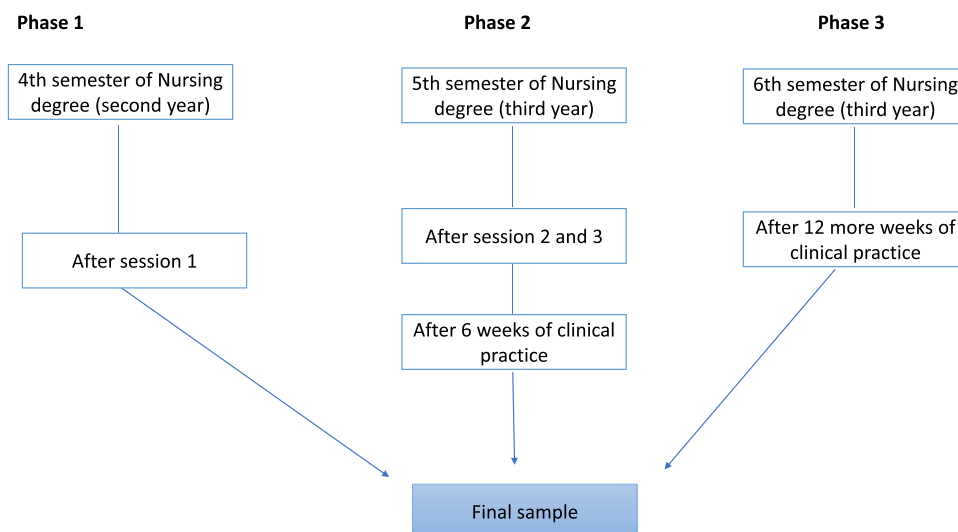 Phase 1
Phase 2
Phase 3
4th semester of Nursing
degree (second year)
5th semester of Nursing
degree (third year)
6th semester of Nursing
degree (third year)
After session 1
After session 2 and 3
After 12 more weeks of
clinical practice
After 6 weeks of clinical
practice
Final sample